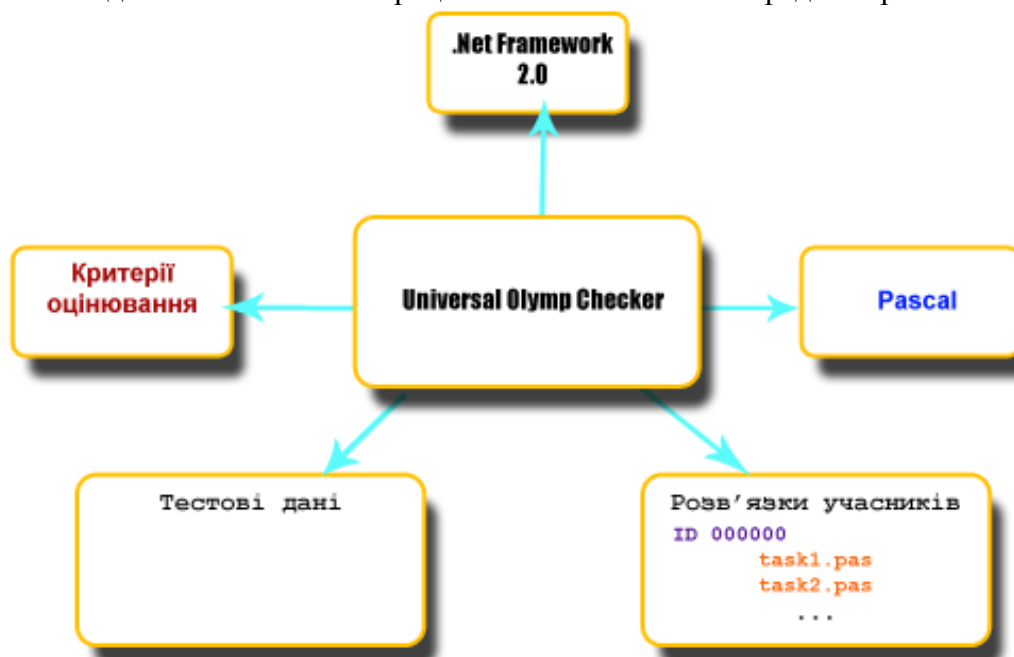 .Net Framework
2.0
Критерії
оцінювання
Universal Olymp Checker
Pascal
Тестові дані
Розв’язки учасників
ID 000000
task1.pas
task2.pas
...